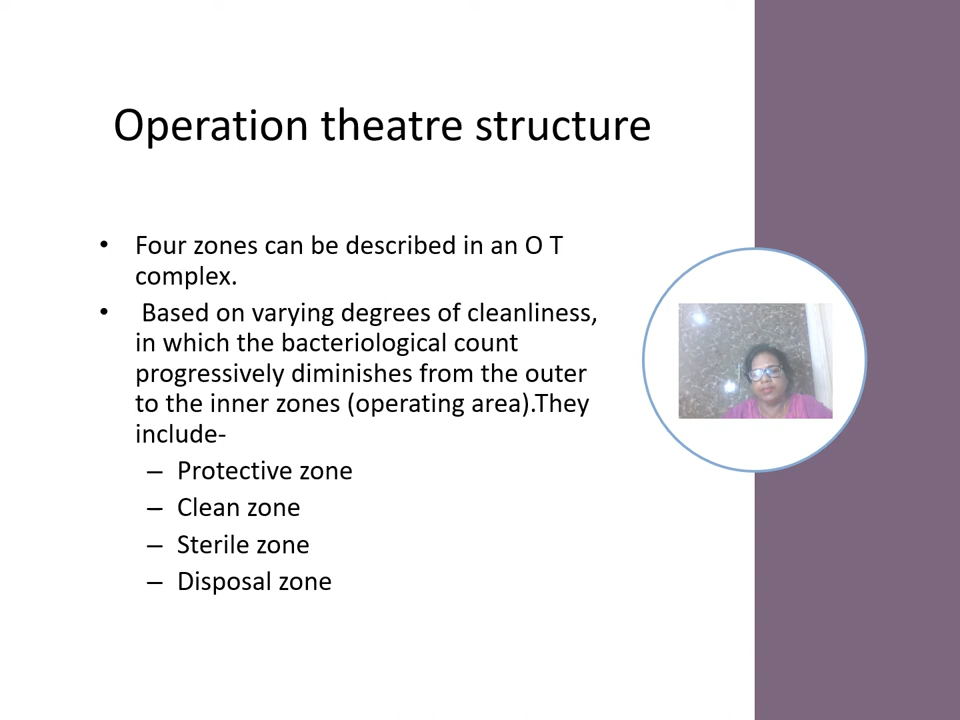 Operation theatre structure
• Four zones can be described in an O T
complex.
• Based on varying degrees of cleanliness,
in which the bacteriological count
progressively diminishes from the outer
to the inner zones (operating area).They
include-
– Protective zone
– Clean zone
– Sterile zone
– Disposal zone